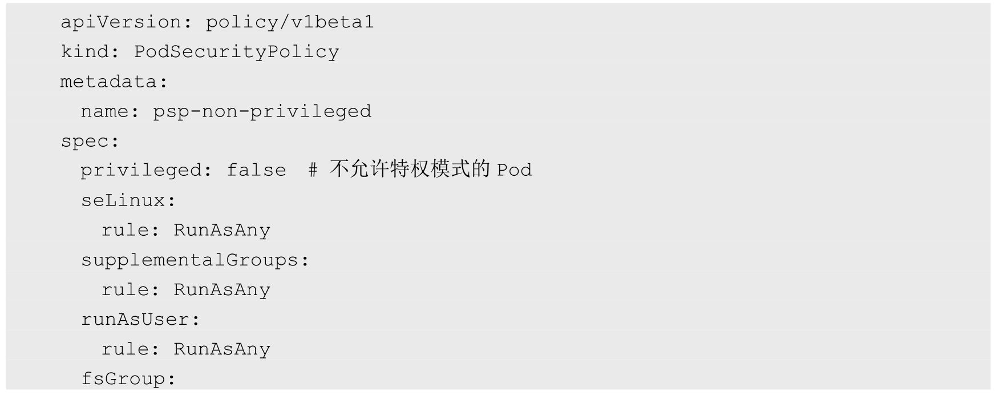 apiVersion: policy/v1beta1
kind: PodSecurityPolicy
metadata:
  name: psp-non-privileged
spec:
  privileged: false  # 不允许特权模式的 Pod
  seLinux:
    rule: RunAsAny
  supplementalGroups:
    rule: RunAsAny
  runAsUser:
    rule: RunAsAny
  fsGroup: